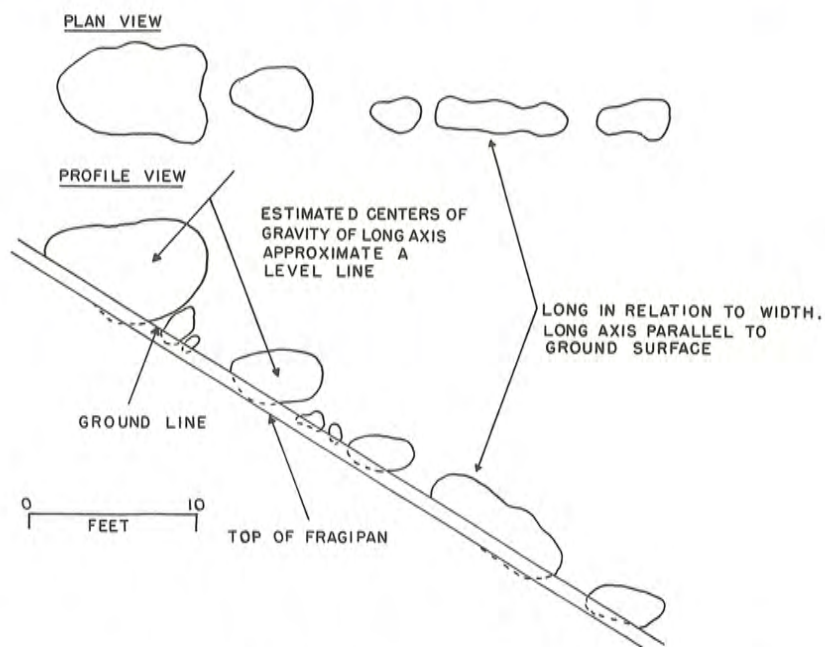 PLAN VIEW
PROFILE VIEW
ESTIMATED CENTERS OF
GRAVITY OF LONG AXIS
APPROXIMATE A
LEVEL LINE
LONG IN RELATION TO WIDTH.
LONG AXIS PARALLEL TO
GROUND SURFACE
GROUND LINE
0 10
FEET
TOP OF FRAGIPAN